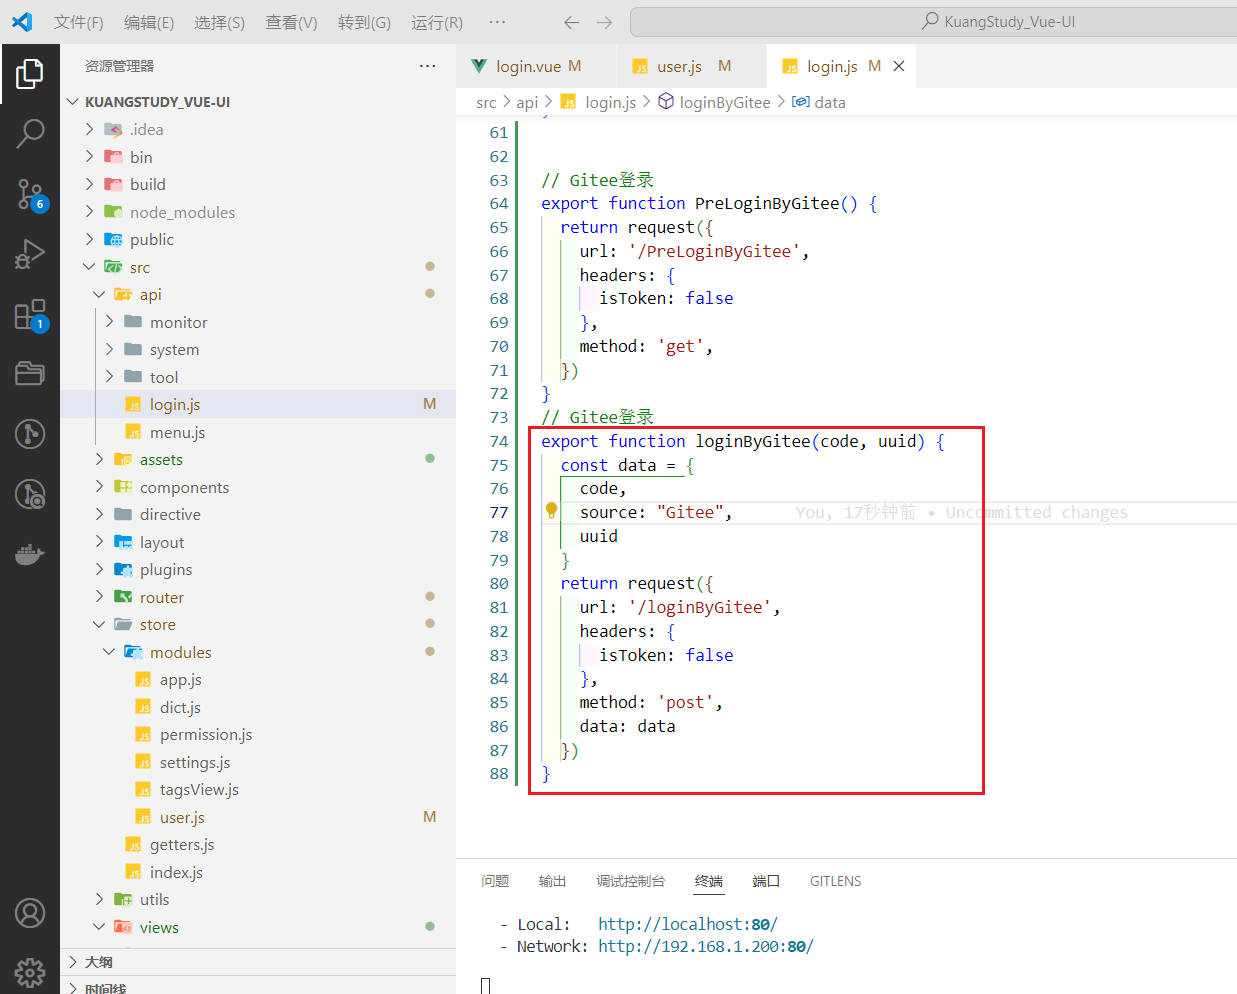 文件(F) 编辑(E) 选择(S) 查看(V) 转到(G) 运行(R) ··· KuangStudy_Vue-UI
资源管理器 ···
KUANGSTUDY_VUE-UI
.idea
bin
build
node_modules
public
src
api
monitor
system
tool
login.js M
menu.js
assets
components
directive
layout
plugins
router
store
modules
app.js
dict.js
permission.js
settings.js
tagsView.js
user.js M
getters.js
index.js
utils
views
大纲
时间线
6
1
login.vue M user.js M login.js M
src > api > JS login.js > loginByGitee > data
61
62
63 // Gitee登录
64 export function PreLoginByGitee() {
65 return request({
66 url: '/PreLoginByGitee',
67 headers: {
68 isToken: false
69 },
70 method: 'get',
71 })
72 }
73 // Gitee登录
74 export function loginByGitee(code, uuid) {
75 const data = {
76 code,
77 source: "Gitee", You, 17秒钟前 • Uncommitted changes
78 uuid
79 }
80 return request({
81 url: '/loginByGitee',
82 headers: {
83 isToken: false
84 },
85 method: 'post',
86 data: data
87 })
88 }
问题 输出 调试控制台 终端 端口 GITLENS
- Local: http://localhost:80/
- Network: http://192.168.1.200:80/